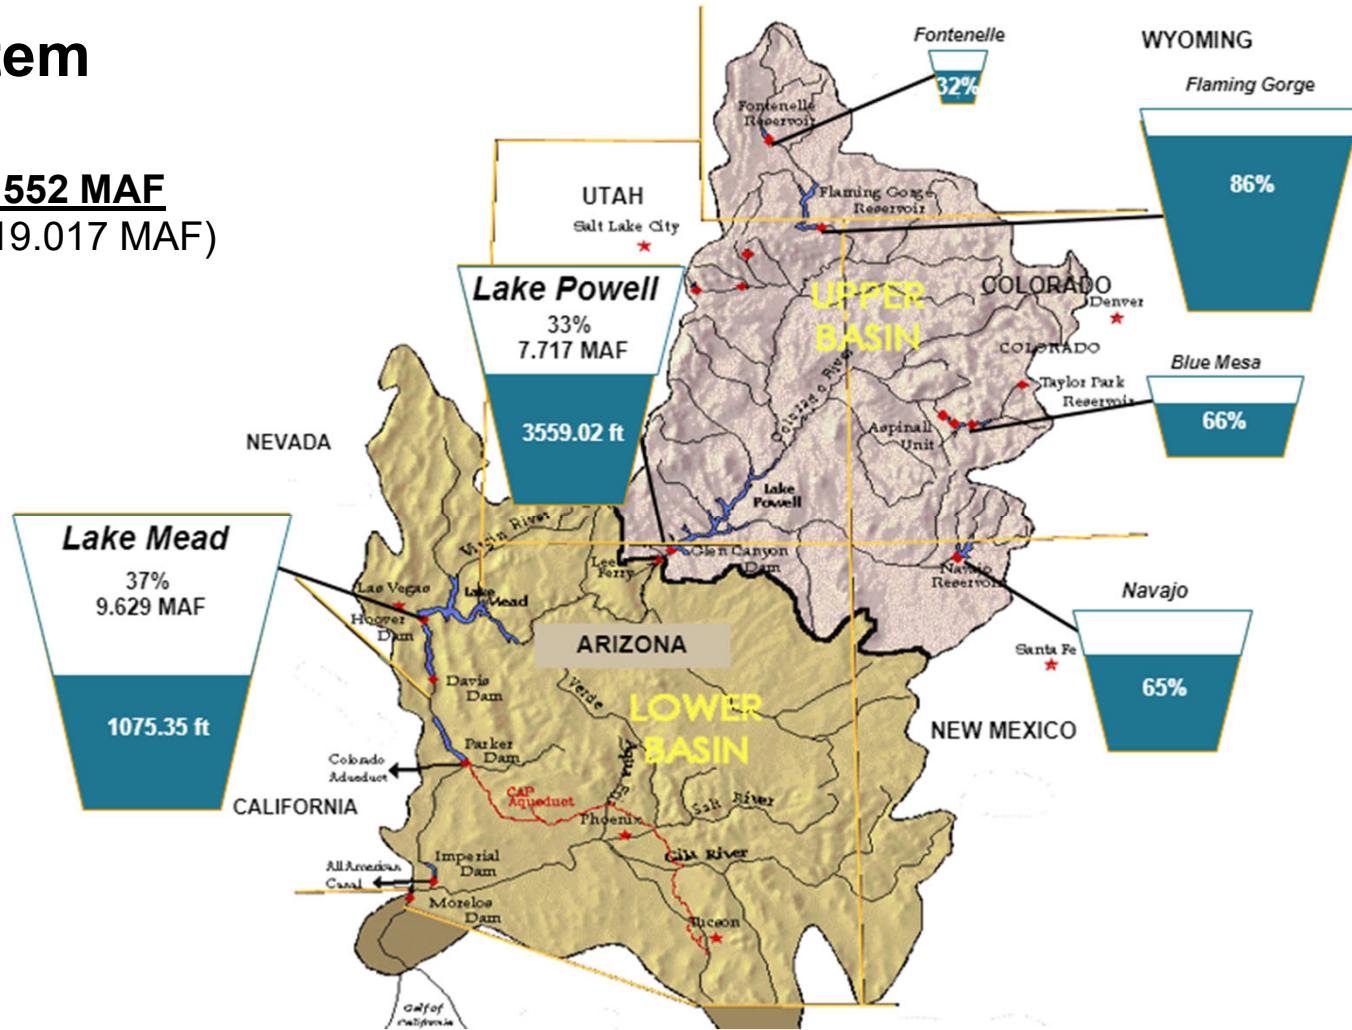 tem
552 MAF
19.017 MAF)
Fontenelle
32%
WYOMING
Flaming Gorge
86%
Fontenelle
Reservoir
UTAH
Salt Lake City
Flaming Gorge
Reservoir
Lake Powell
33%
7.717 MAF
3559.02 ft
UPPER
BASIN
COLORADO
Denver
COLORADO
Blue Mesa
66%
Taylor Park
Reservoir
Aspinall
Unit
Colorado River
NEVADA
Lake
Powell
Virgin River
Lake Mead
37%
9.629 MAF
1075.35 ft
Lee
Ferry
Glen Canyon
Dam
Navajo
Reservoir
Navajo
65%
Las Vegas
Lake
Mead
Hoover
Dam
ARIZONA
Santa Fe
Davis
Dam
Verde
LOWER
BASIN
NEW MEXICO
Parker
Dam
Colorado
Aqueduct
CALIFORNIA
CAP
Aqueduct
Agua
Salt River
Phoenix
Gila River
Imperial
Dam
All American
Canal
Morelos
Dam
Tucson
Gulf of
California